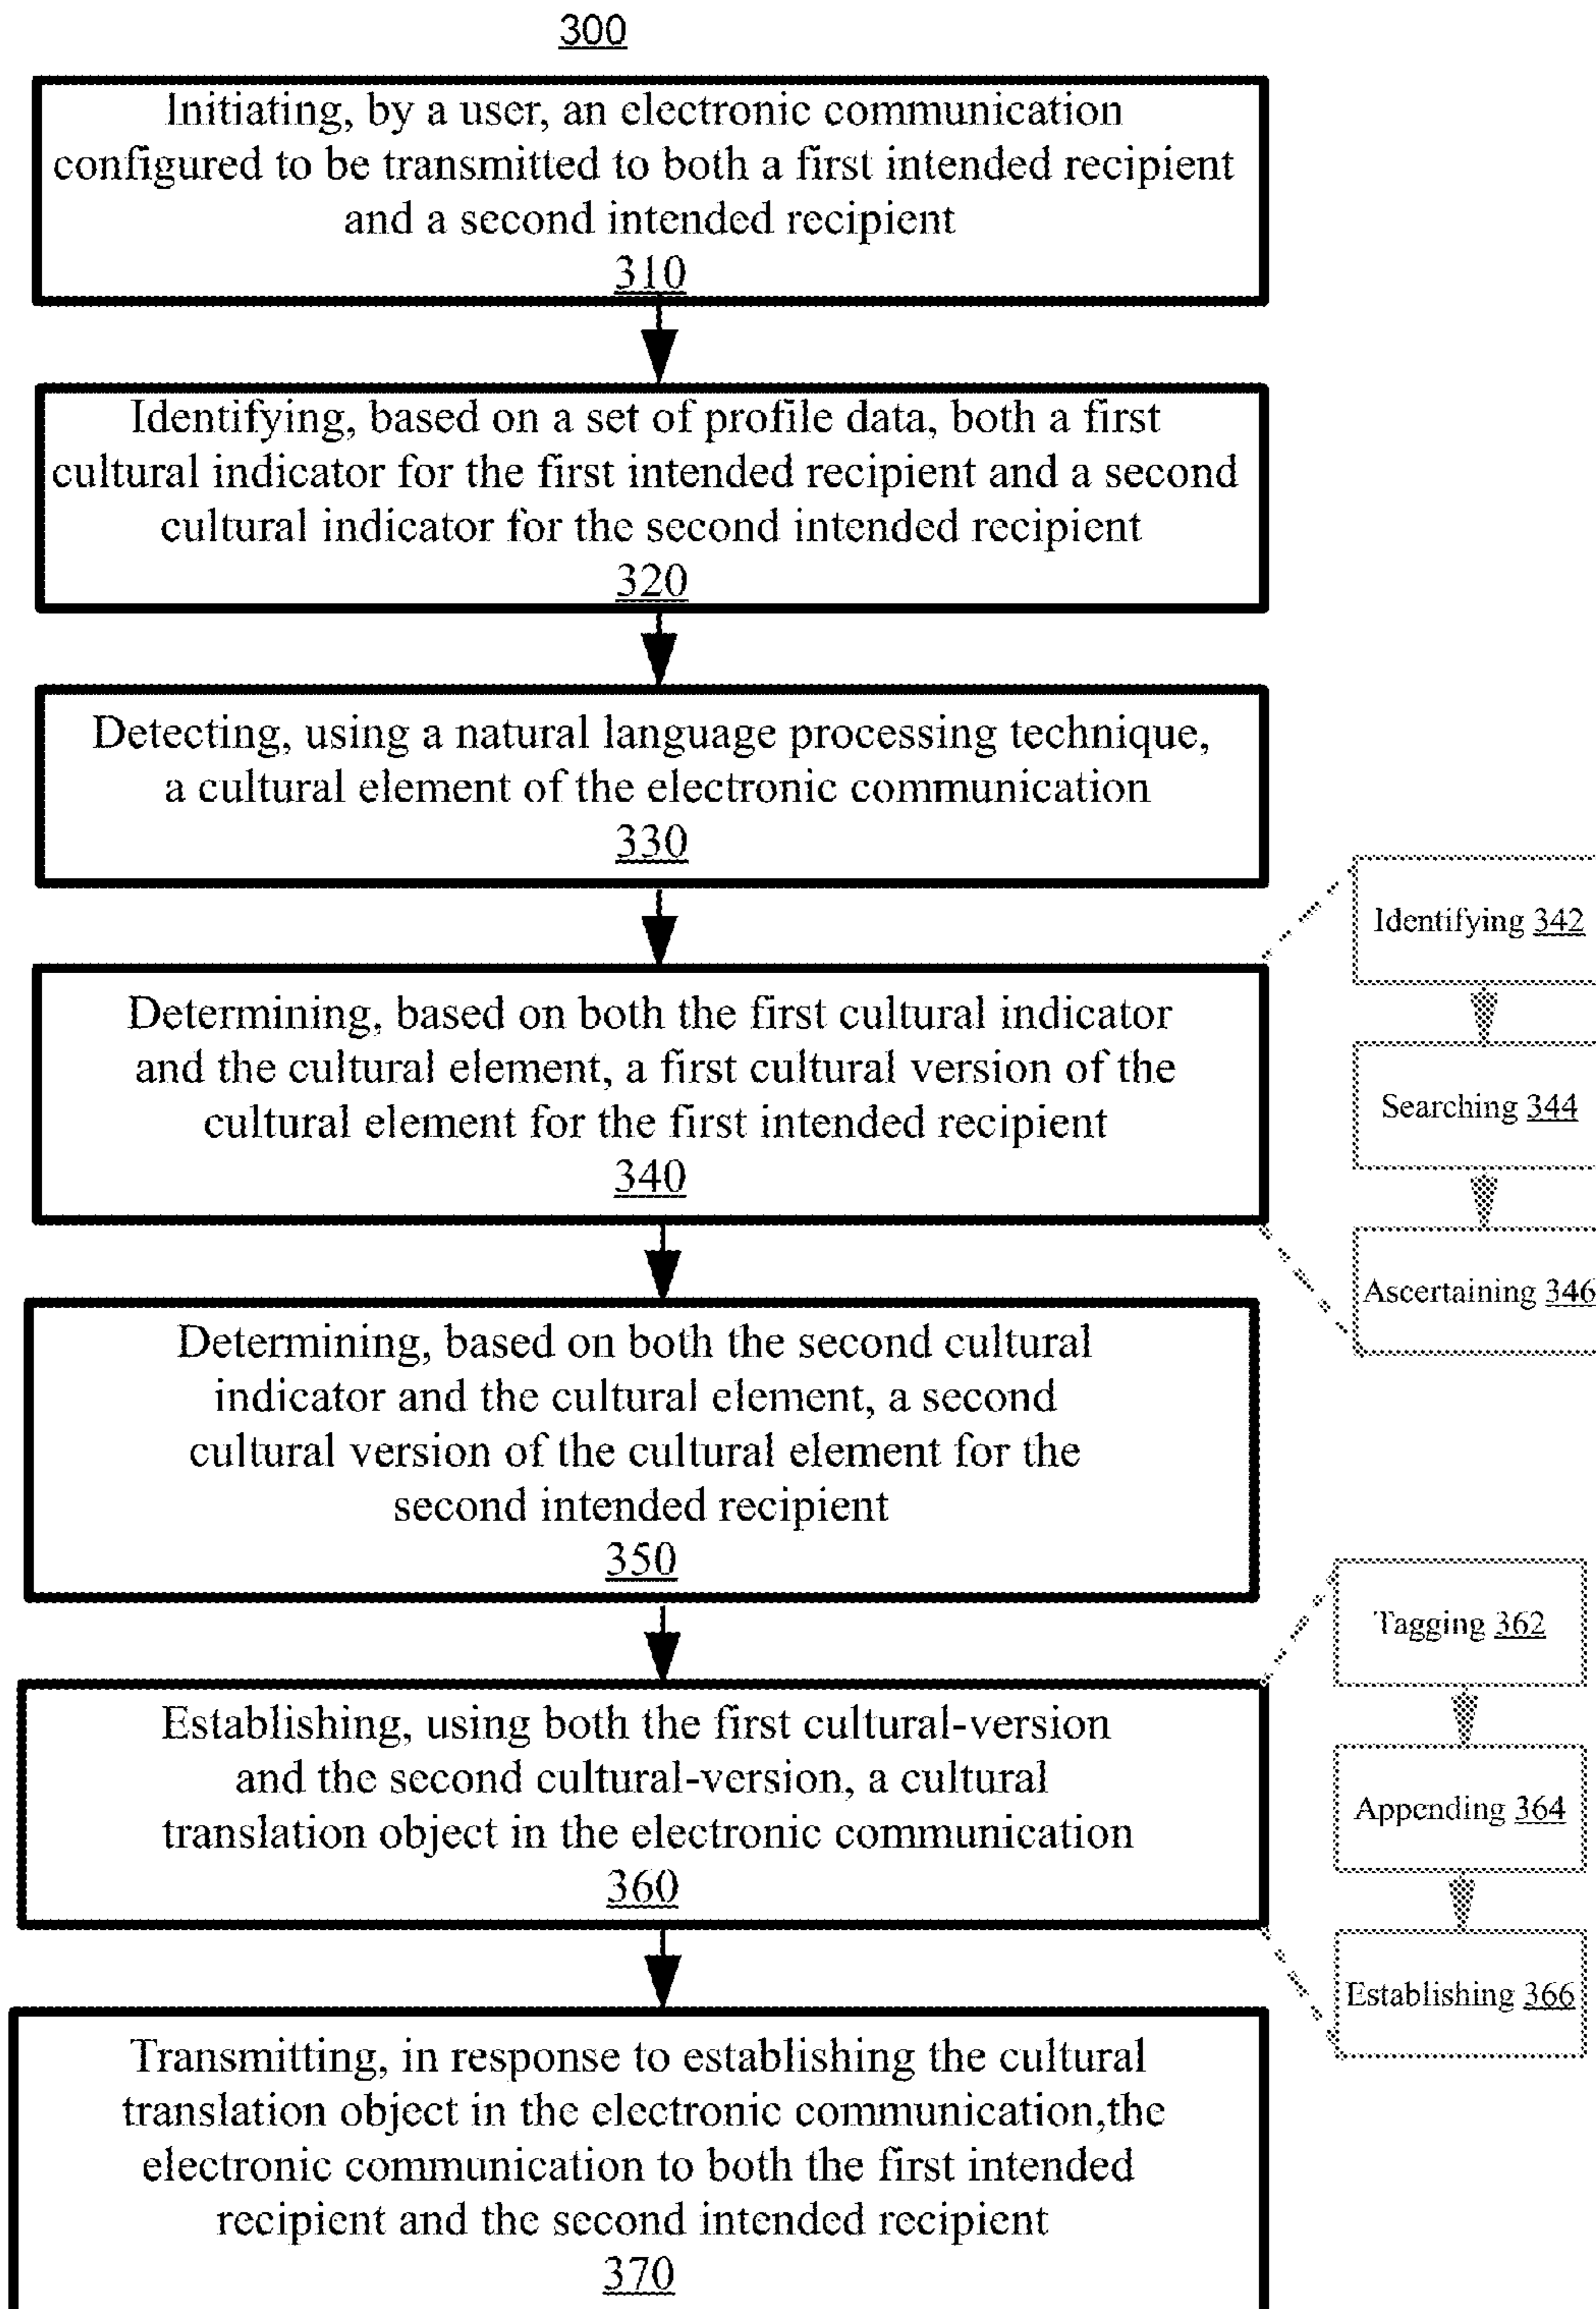 300
Initiating, by a user, an electronic communication
configured to be transmitted to both a first intended recipient
and a second intended recipient
310
Identifying, based on a set of profile data, both a first
cultural indicator for the first intended recipient and a second
cultural indicator for the second intended recipient
320
Detecting, using a natural language processing technique,
a cultural element of the electronic communication
330
Determining, based on both the first cultural indicator
and the cultural element, a first cultural version of the
cultural element for the first intended recipient
340
Identifying 342
Searching 344
Ascertaining 346
Determining, based on both the second cultural
indicator and the cultural element, a second
cultural version of the cultural element for the
second intended recipient
350
Establishing, using both the first cultural-version
and the second cultural-version, a cultural
translation object in the electronic communication
360
Tagging 362
Appending 364
Establishing 366
Transmitting, in response to establishing the cultural
translation object in the electronic communication,the
electronic communication to both the first intended
recipient and the second intended recipient
370